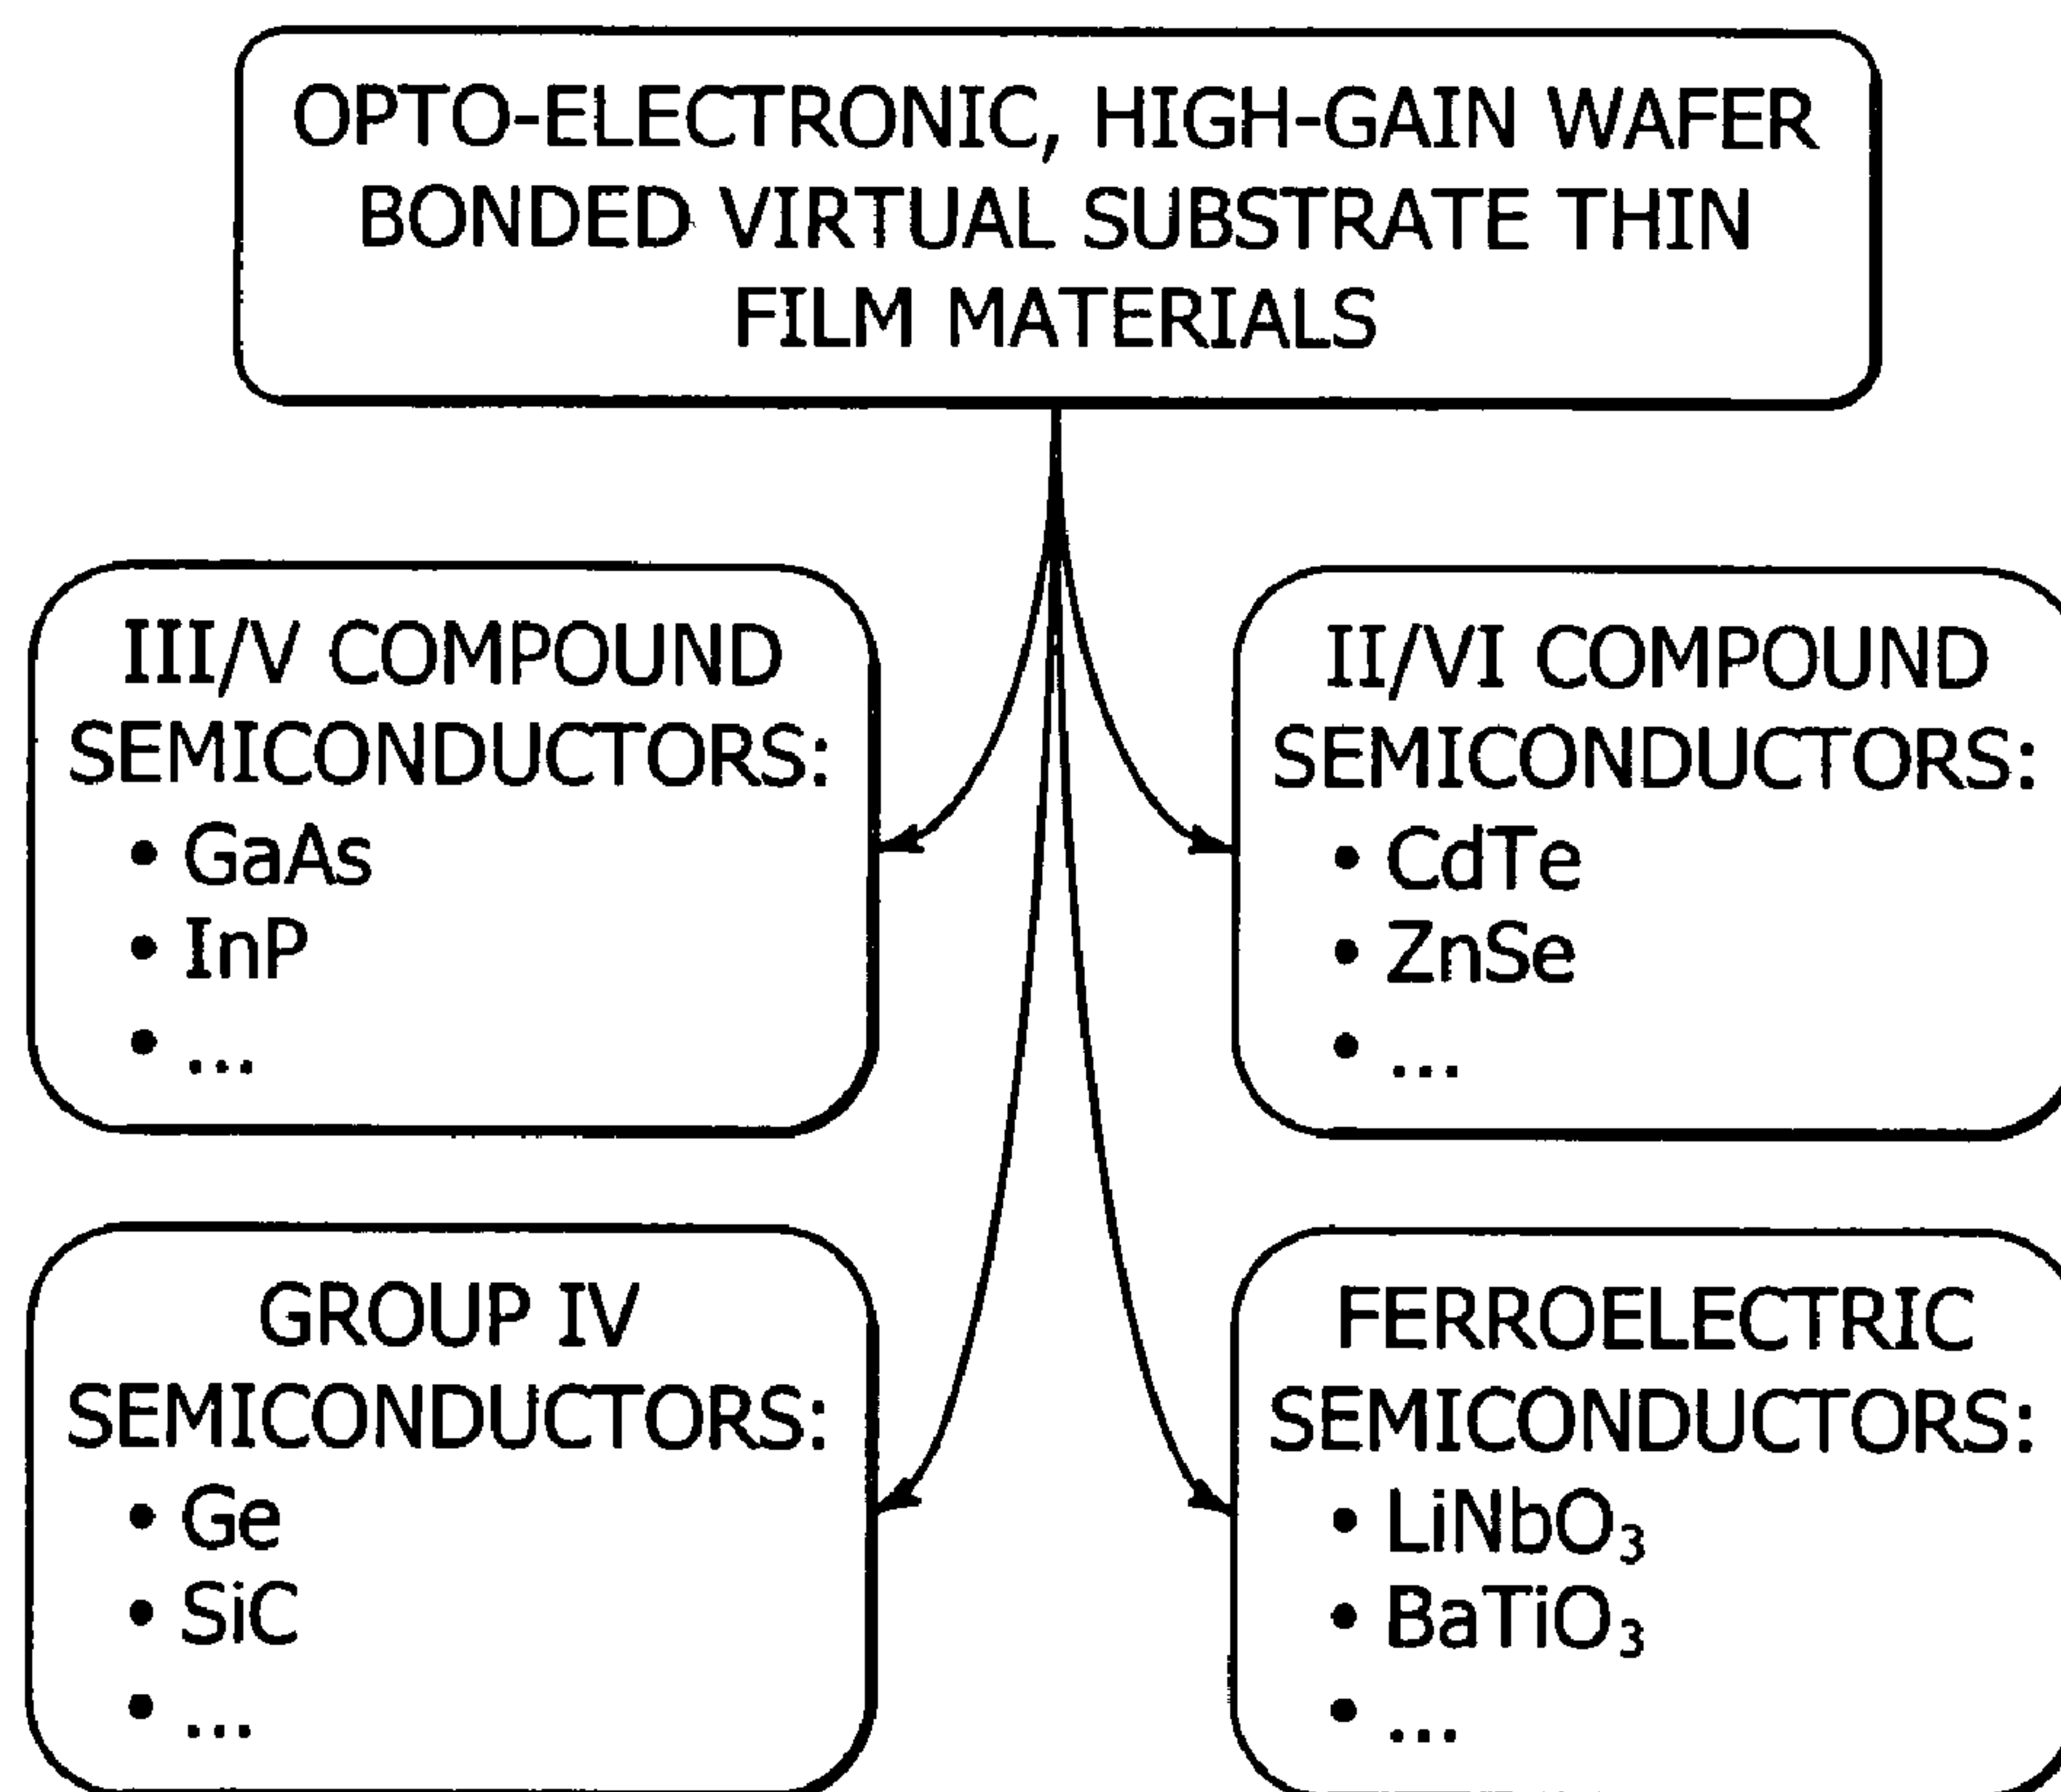 OPTO-ELECTRONIC, HIGH-GAIN WAFER
BONDED VIRTUAL SUBSTRATE THIN
FILM MATERIALS
III/V COMPOUND
SEMICONDUCTORS:
• GaAs
• InP
• ...
II/VI COMPOUND
SEMICONDUCTORS:
• CdTe
• ZnSe
• ...
GROUP IV
SEMICONDUCTORS:
• Ge
• SiC
• ...
FERROELECTRIC
SEMICONDUCTORS:
• LiNbO₃
• BaTiO₃
• ...